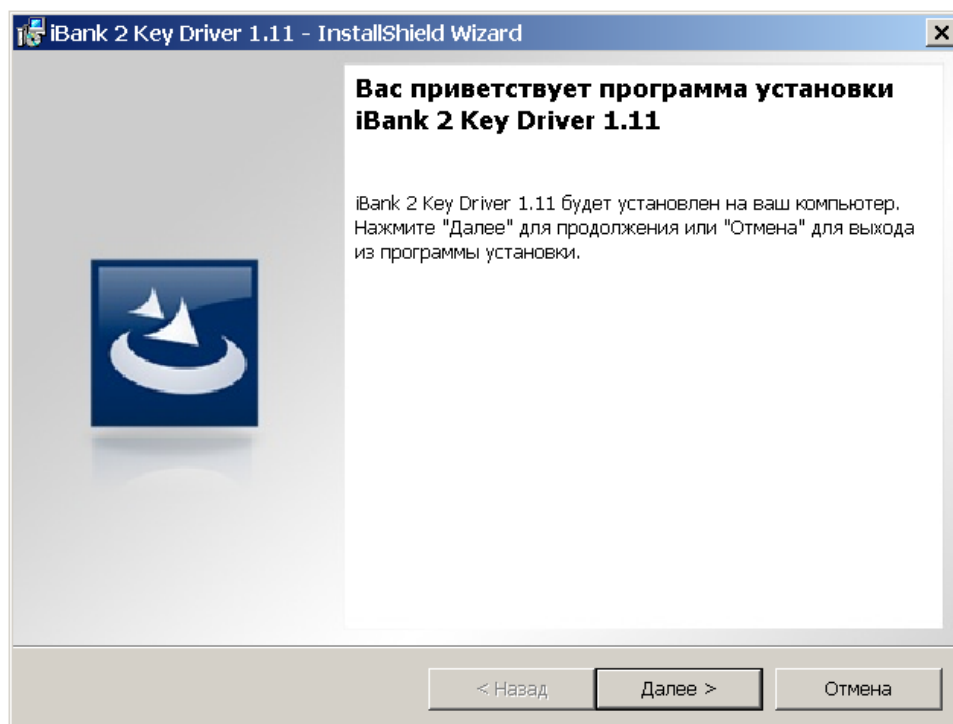 iBank 2 Key Driver 1.11 - InstallShield Wizard
Вас приветствует программа установки
iBank 2 Key Driver 1.11
iBank 2 Key Driver 1.11 будет установлен на ваш компьютер.
Нажмите "Далее" для продолжения или "Отмена" для выхода
из программы установки.
< Назад
Далее >
Отмена